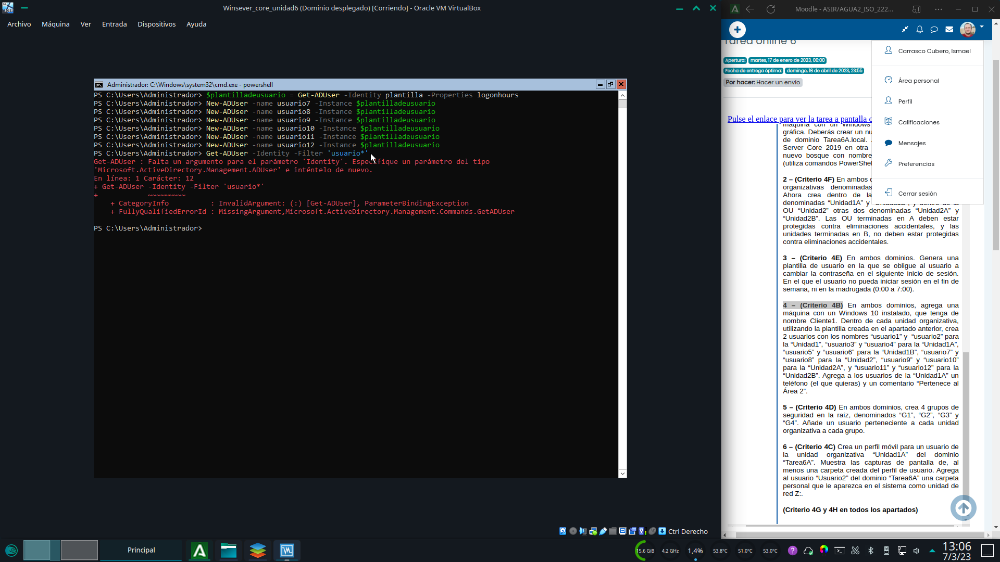 Winsever_core_unidad6 (Dominio desplegado) [Corriendo] - Oracle VM VirtualBox
Archivo Máquina Ver Entrada Dispositivos Ayuda
Administrador: C:\Windows\system32\cmd.exe - powershell
PS C:\Users\Administrador> $plantilladeusuario = Get-ADUser -Identity plantilla -Properties logonhours
PS C:\Users\Administrador> New-ADUser -name usuario7 -Instance $plantilladeusuario
PS C:\Users\Administrador> New-ADUser -name usuario8 -Instance $plantilladeusuario
PS C:\Users\Administrador> New-ADUser -name usuario9 -Instance $plantilladeusuario
PS C:\Users\Administrador> New-ADUser -name usuario10 -Instance $plantilladeusuario
PS C:\Users\Administrador> New-ADUser -name usuario11 -Instance $plantilladeusuario
PS C:\Users\Administrador> New-ADUser -name usuario12 -Instance $plantilladeusuario
PS C:\Users\Administrador> Get-ADUser -Identity -Filter 'usuario*'
Get-ADUser : Falta un argumento para el parámetro 'Identity'. Especifique un parámetro del tipo
'Microsoft.ActiveDirectory.Management.ADUser' e inténtelo de nuevo.
En línea: 1 Carácter: 12
+ Get-ADUser -Identity -Filter 'usuario*'
+ ~~~~~~~~~
+ CategoryInfo : InvalidArgument: (:) [Get-ADUser], ParameterBindingException
+ FullyQualifiedErrorId : MissingArgument,Microsoft.ActiveDirectory.Management.Commands.GetADUser
PS C:\Users\Administrador>
Ctrl Derecho
Moodle - ASIR/AGUA2_ISO_222...
Tarea online 6
Apertura: martes, 17 de enero de 2023, 00:00
Fecha de entrega óptima: domingo, 16 de abril de 2023, 23:55
Por hacer: Hacer un envío
Carrasco Cubero, Ismael
Área personal
Perfil
Calificaciones
Mensajes
Preferencias
Cerrar sesión
Pulse el enlace para ver la tarea a pantalla c
máquina con un Windows
gráfica. Deberás crear un nu
de dominio Tarea6A.local.
Server Core 2019 en otra
nuevo bosque con nombre
(utiliza comandos PowerShel
2 – (Criterio 4F) En ambos
organizativas denominadas
Ahora crea dentro de la
denominadas “Unidad1A” y “Unidad1B”, y dentro de la
OU “Unidad2” otras dos denominadas “Unidad2A” y
“Unidad2B”. Las OU terminadas en A deben estar
protegidas contra eliminaciones accidentales, y las
unidades terminadas en B, no deben estar protegidas
contra eliminaciones accidentales.
3 – (Criterio 4E) En ambos dominios. Genera una
plantilla de usuario en la que se obligue al usuario a
cambiar la contraseña en el siguiente inicio de sesión.
En el que el usuario no pueda iniciar sesión en el fin de
semana, ni en la madrugada (0:00 a 7:00).
4 – (Criterio 4B) En ambos dominios, agrega una
máquina con un Windows 10 instalado, que tenga de
nombre Cliente1. Dentro de cada unidad organizativa,
utilizando la plantilla creada en el apartado anterior, crea
2 usuarios con los nombres “usuario1” y “usuario2” para
la “Unidad1”, “usuario3” y “usuario4” para la “Unidad1A”,
“usuario5” y “usuario6” para la “Unidad1B”, “usuario7” y
“usuario8” para la “Unidad2”, “usuario9” y “usuario10”
para la “Unidad2A”, y “usuario11” y “usuario12” para la
“Unidad2B”. Agrega a los usuarios de la “Unidad1A” un
teléfono (el que quieras) y un comentario “Pertenece al
Área 2”.
5 – (Criterio 4D) En ambos dominios, crea 4 grupos de
seguridad en la raíz, denominados “G1”, “G2”, “G3” y
“G4”. Añade un usuario perteneciente a cada unidad
organizativa a cada grupo.
6 – (Criterio 4C) Crea un perfil móvil para un usuario de
la unidad organizativa “Unidad1A” del dominio
“Tarea6A”. Muestra las capturas de pantalla de, al
menos una carpeta creada del perfil de usuario. Agrega
al usuario “Usuario2” del dominio “Tarea6A” una carpeta
personal que le aparezca en el sistema como unidad de
red Z:.
(Criterio 4G y 4H en todos los apartados)
Principal
15,6 GiB 4,2 GHz 1,4% 53,8°C 51,0°C 53,0°C
13:06
7/3/23